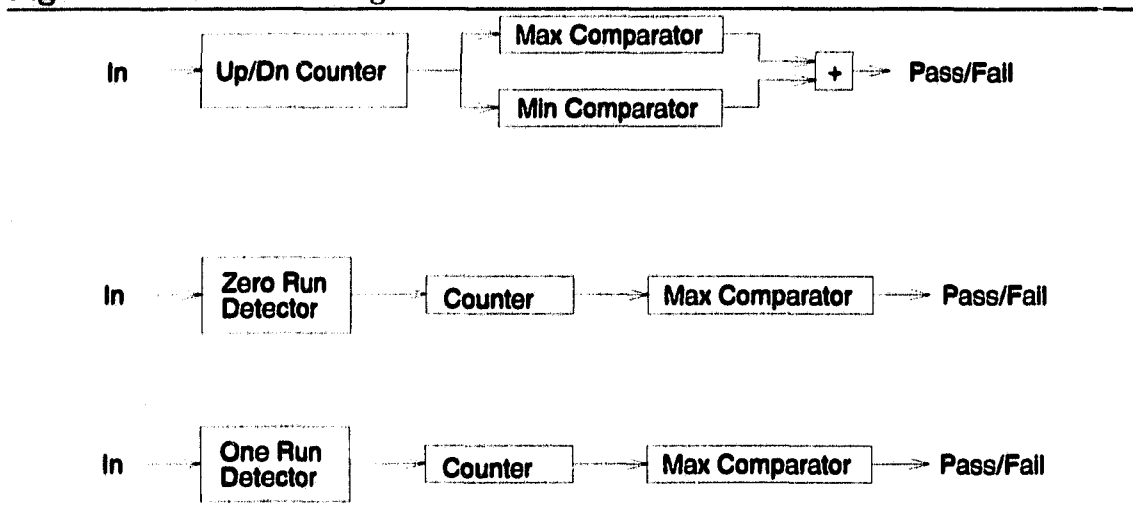 Max Comparator
In Up/Dn Counter + Pass/Fail
Min Comparator
Zero Run
Detector
In Counter Max Comparator Pass/Fail
One Run
Detector
In Counter Max Comparator Pass/Fail